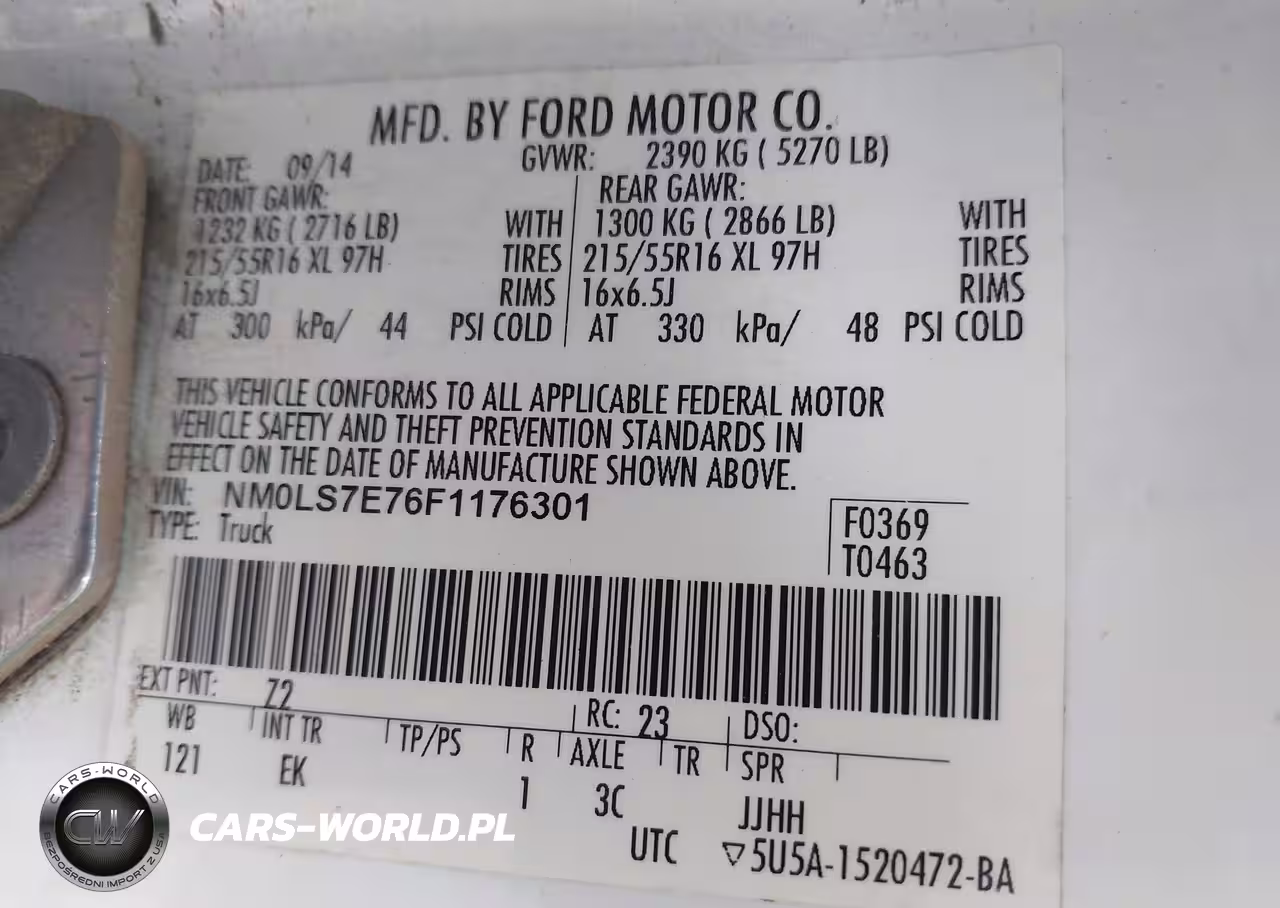 MFD. BY FORD MOTOR CO.
DATE: 09/14 GVWR: 2390 KG ( 5270 LB)
FRONT GAWR: REAR GAWR:
1232 KG ( 2716 LB) WITH 1300 KG ( 2866 LB) WITH
215/55R16 XL 97H TIRES 215/55R16 XL 97H TIRES
16x6.5J RIMS 16x6.5J RIMS
AT 300 kPa/ 44 PSI COLD AT 330 kPa/ 48 PSI COLD
THIS VEHICLE CONFORMS TO ALL APPLICABLE FEDERAL MOTOR
VEHICLE SAFETY AND THEFT PREVENTION STANDARDS IN
EFFECT ON THE DATE OF MANUFACTURE SHOWN ABOVE.
VIN: NM0LS7E76F1176301
TYPE: Truck
F0369
T0463
EXT PNT: Z2 RC: 23 DSO:
WB INT TR TP/PS R AXLE TR SPR
121 EK 1 3C JJHH
UTC ▽5U5A-1520472-BA
CARS-WORLD
CW
BEZPOŚREDNI IMPORT Z USA
CARS-WORLD.PL